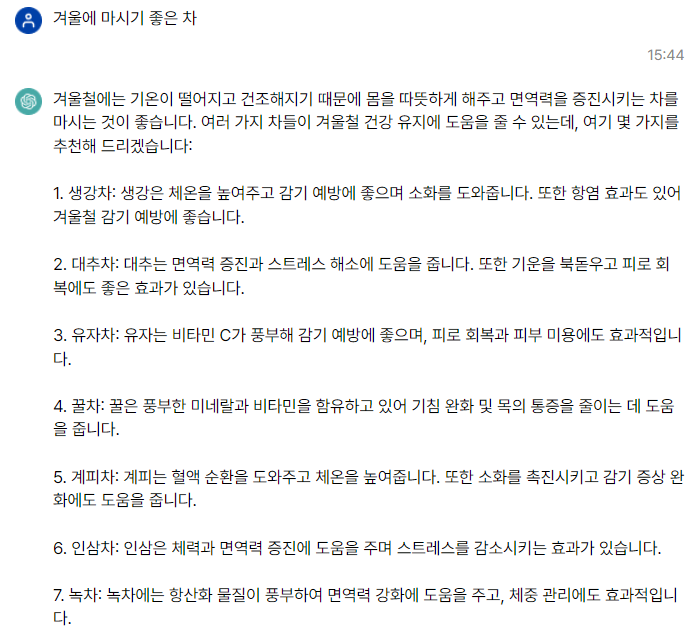 겨울에 마시기 좋은 차
15:44
겨울철에는 기온이 떨어지고 건조해지기 때문에 몸을 따뜻하게 해주고 면역력을 증진시키는 차를
마시는 것이 좋습니다. 여러 가지 차들이 겨울철 건강 유지에 도움을 줄 수 있는데, 여기 몇 가지를
추천해 드리겠습니다:
1. 생강차: 생강은 체온을 높여주고 감기 예방에 좋으며 소화를 도와줍니다. 또한 항염 효과도 있어
겨울철 감기 예방에 좋습니다.
2. 대추차: 대추는 면역력 증진과 스트레스 해소에 도움을 줍니다. 또한 기운을 북돋우고 피로 회
복에도 좋은 효과가 있습니다.
3. 유자차: 유자는 비타민 C가 풍부해 감기 예방에 좋으며, 피로 회복과 피부 미용에도 효과적입니
다.
4. 꿀차: 꿀은 풍부한 미네랄과 비타민을 함유하고 있어 기침 완화 및 목의 통증을 줄이는 데 도움
을 줍니다.
5. 계피차: 계피는 혈액 순환을 도와주고 체온을 높여줍니다. 또한 소화를 촉진시키고 감기 증상 완
화에도 도움을 줍니다.
6. 인삼차: 인삼은 체력과 면역력 증진에 도움을 주며 스트레스를 감소시키는 효과가 있습니다.
7. 녹차: 녹차에는 항산화 물질이 풍부하여 면역력 강화에 도움을 주고, 체중 관리에도 효과적입니
다.